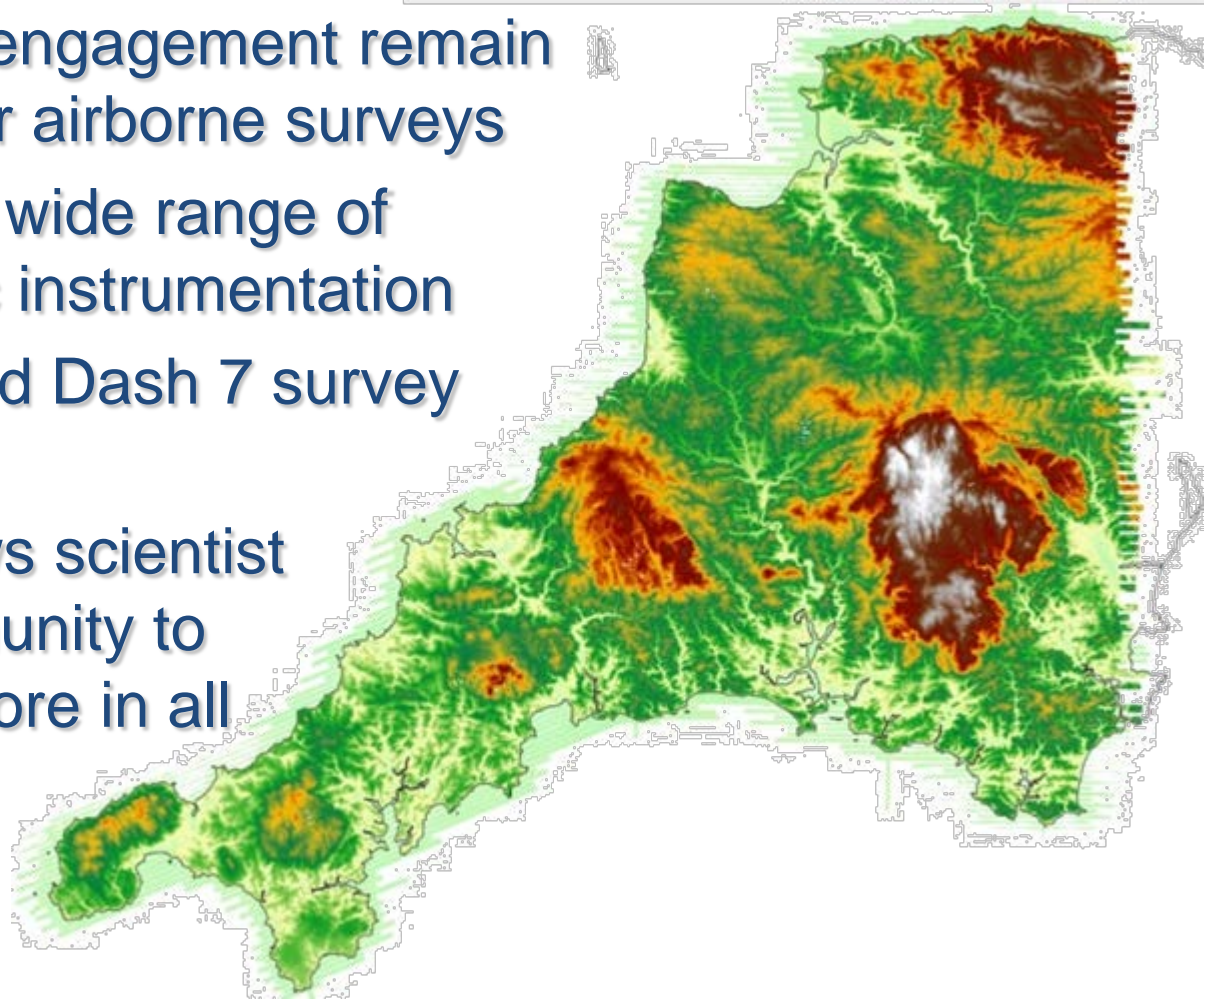 engagement remain
r airborne surveys
wide range of
instrumentation
d Dash 7 survey
s scientist
unity to
ore in all